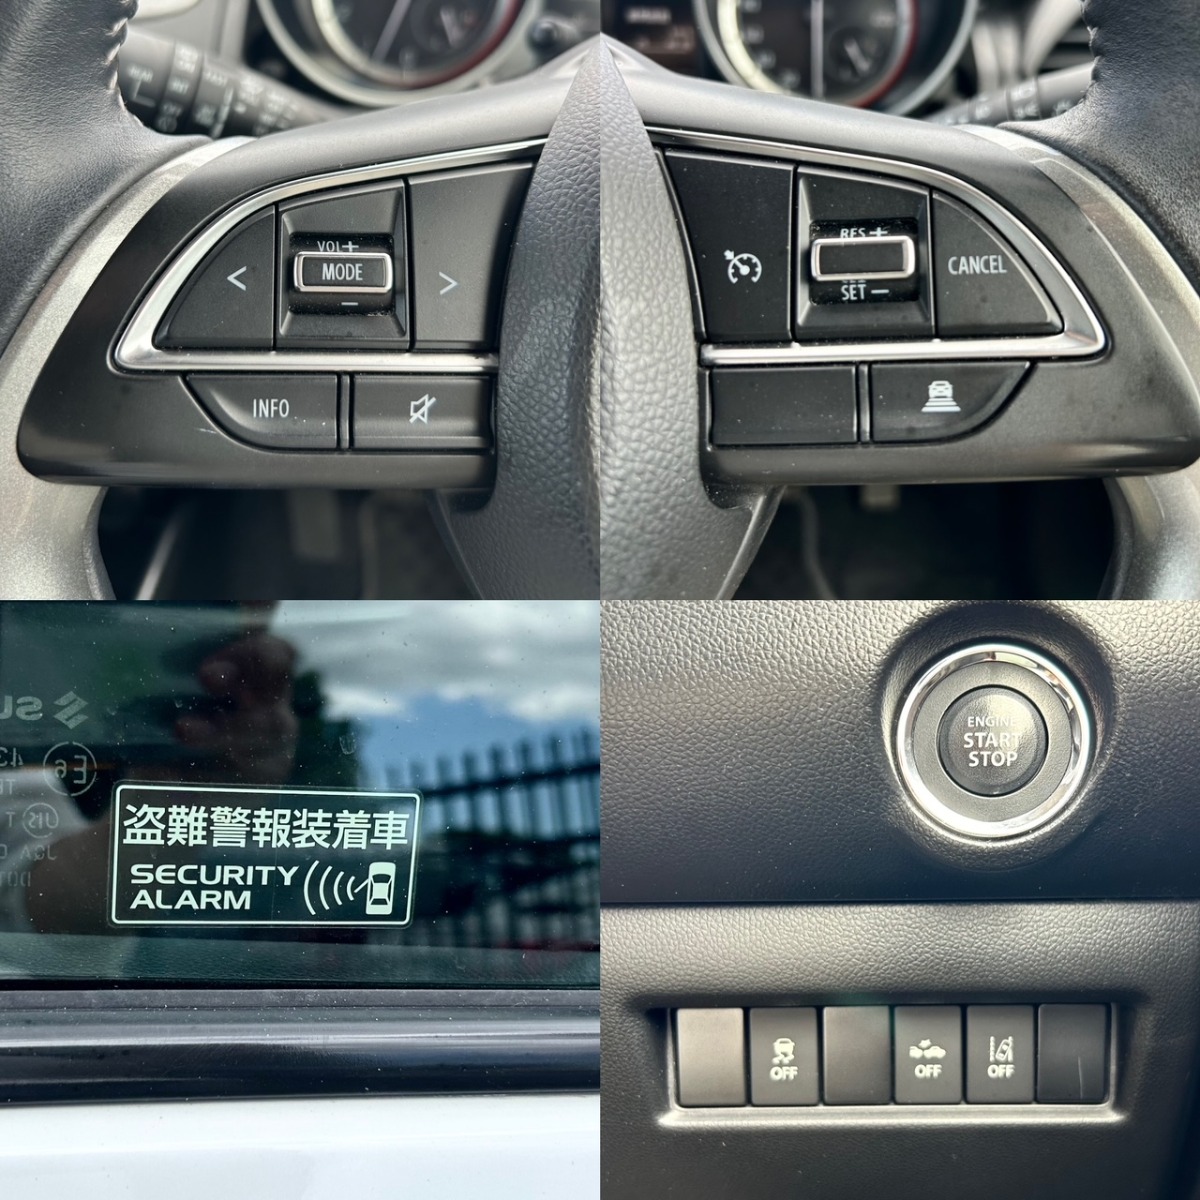 VOL+
MODE
−
<
>
INFO
RES +
SET −
CANCEL
盗難警報装着車
SECURITY
ALARM
ENGINE
START
STOP
OFF
OFF
OFF